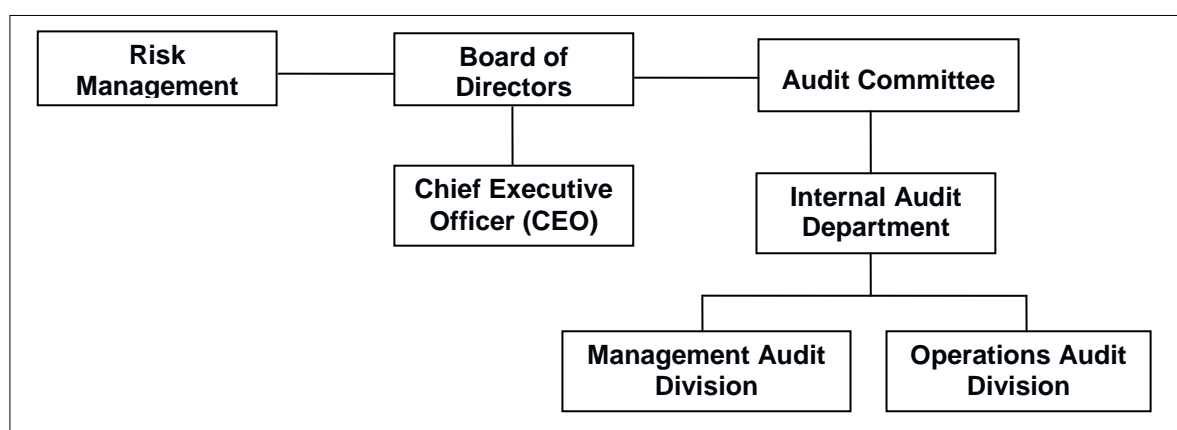 Risk
Management
Board of
Directors
Audit Committee
Chief Executive
Officer (CEO)
Internal Audit
Department
Management Audit
Division
Operations Audit
Division